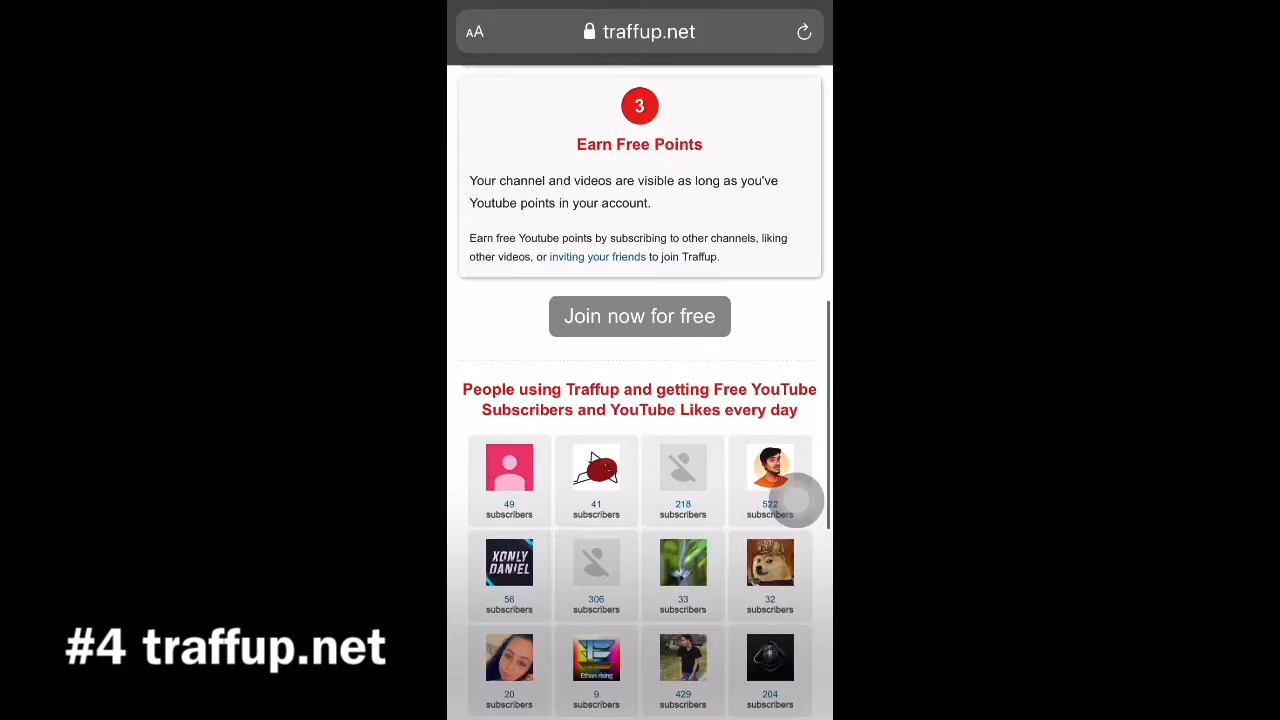 AA traffup.net
3
Earn Free Points
Your channel and videos are visible as long as you've
Youtube points in your account.
Earn free Youtube points by subscribing to other channels, liking
other videos, or inviting your friends to join Traffup.
Join now for free
People using Traffup and getting Free YouTube
Subscribers and YouTube Likes every day
49 41 218 522
subscribers subscribers subscribers subscribers
XONLY
DANIEL
56 306 33 32
subscribers subscribers subscribers subscribers
Ethan rising
20 9 429 204
subscribers subscribers subscribers subscribers
#4 traffup.net